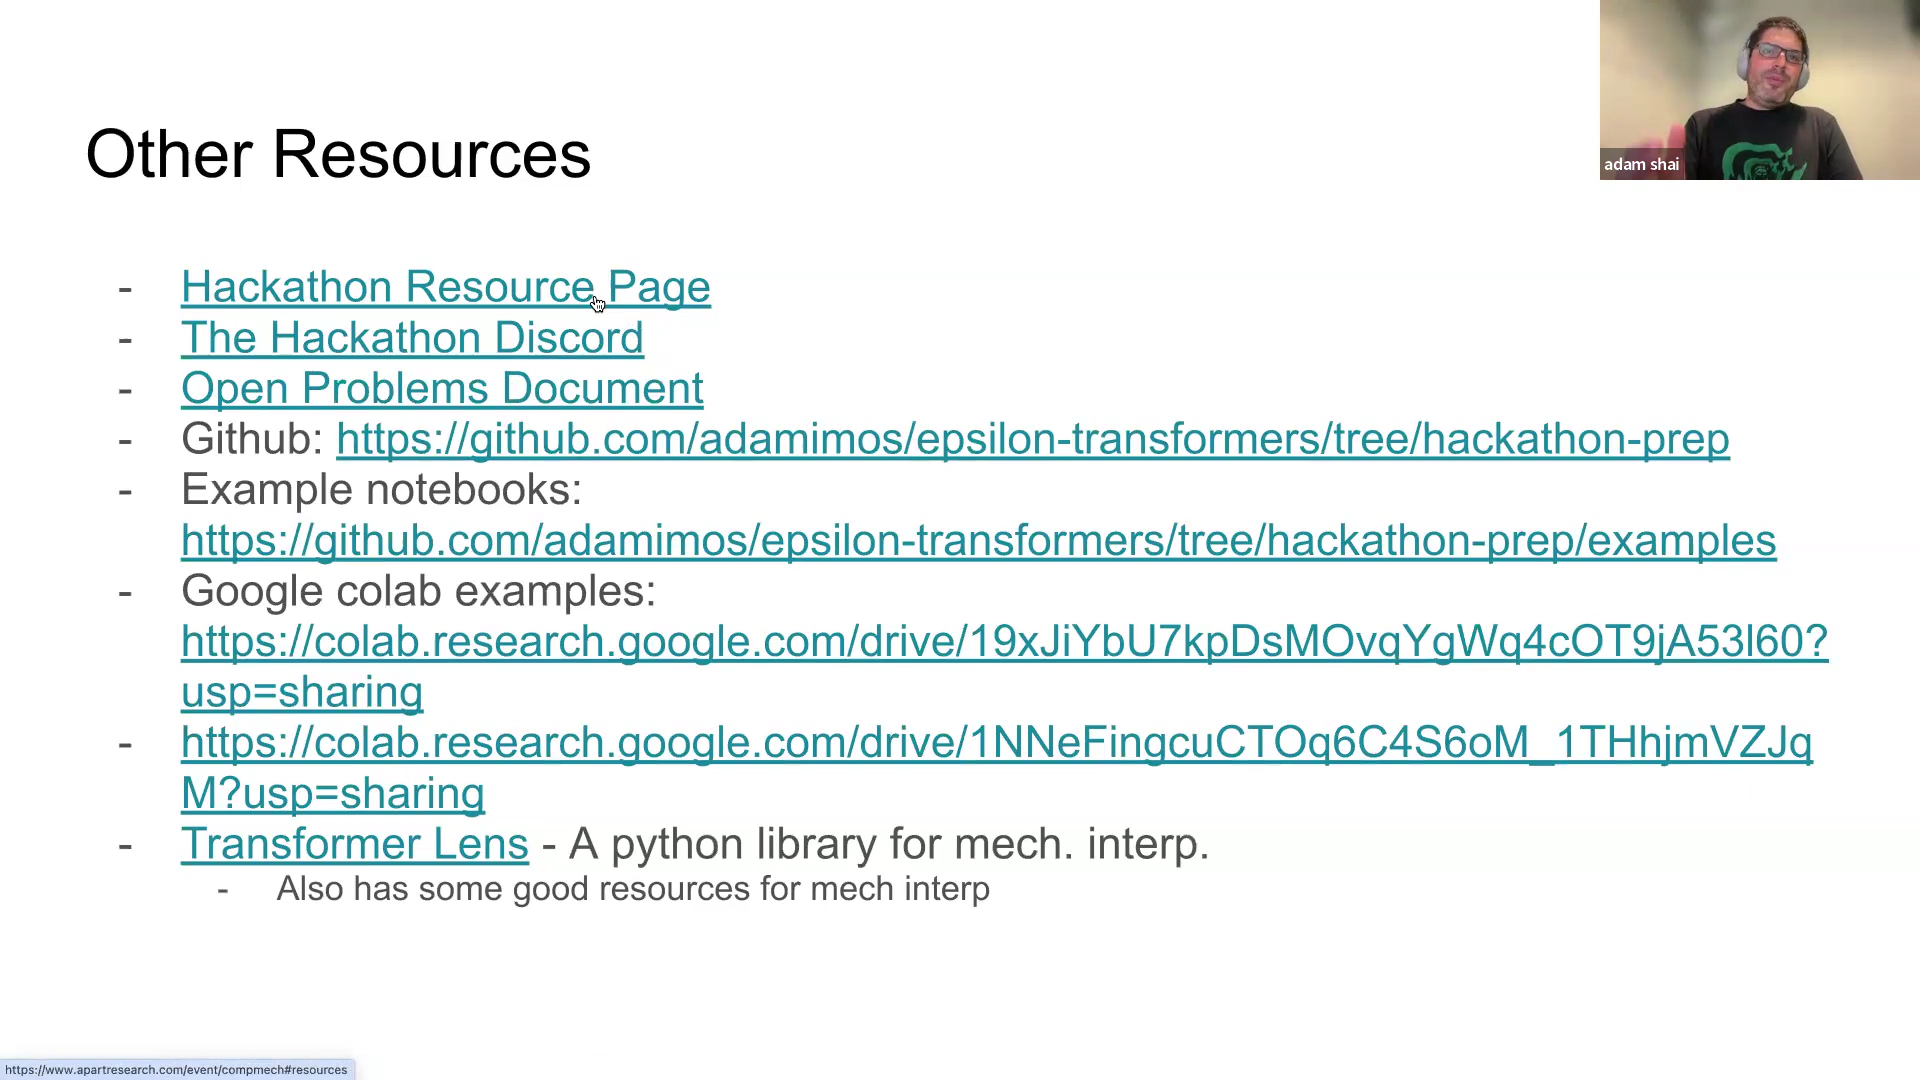 adam shai
Other Resources
- Hackathon Resource Page
- The Hackathon Discord
- Open Problems Document
- Github: https://github.com/adamimos/epsilon-transformers/tree/hackathon-prep
- Example notebooks:
https://github.com/adamimos/epsilon-transformers/tree/hackathon-prep/examples
- Google colab examples:
https://colab.research.google.com/drive/19xJiYbU7kpDsMOvqYgWq4cOT9jA53l60?
usp=sharing
- https://colab.research.google.com/drive/1NNeFingcuCTOq6C4S6oM_1THhjmVZJq
M?usp=sharing
- Transformer Lens - A python library for mech. interp.
- Also has some good resources for mech interp
https://www.apartresearch.com/event/compmech#resources